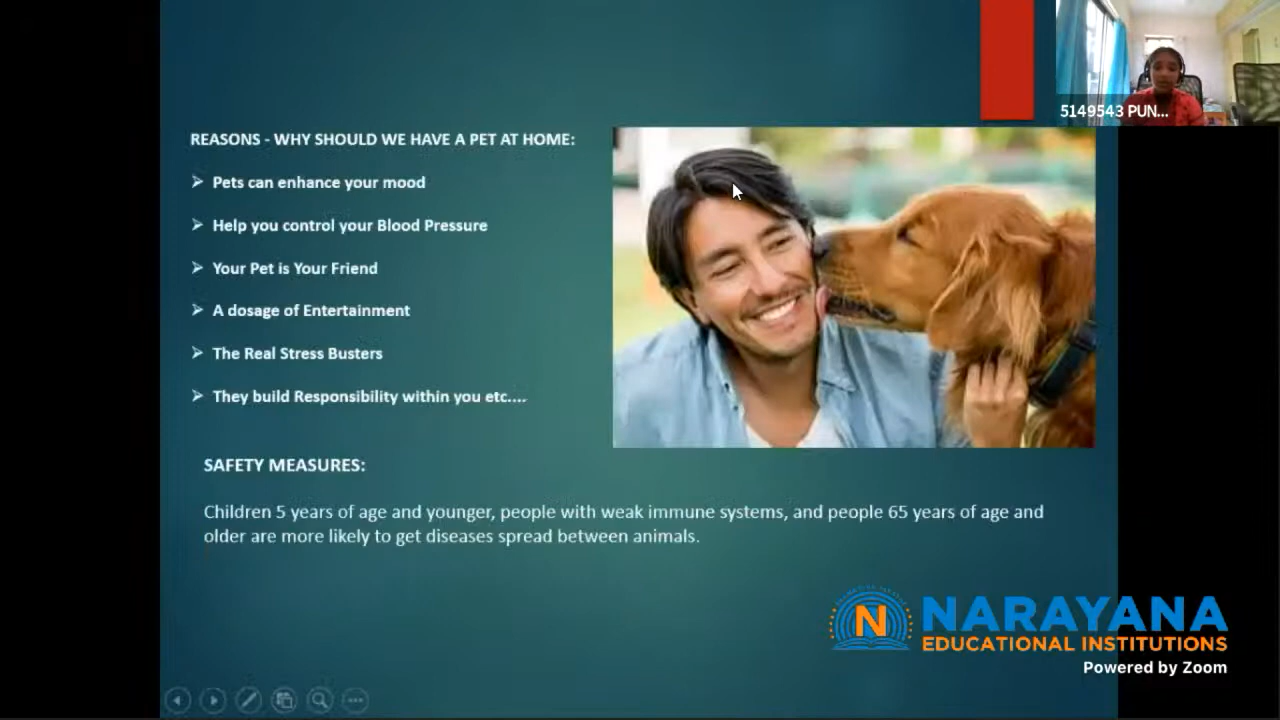 5149543 PUN...
REASONS - WHY SHOULD WE HAVE A PET AT HOME:
Pets can enhance your mood
Help you control your Blood Pressure
Your Pet is Your Friend
A dosage of Entertainment
The Real Stress Busters
They build Responsibility within you etc....
SAFETY MEASURES:
Children 5 years of age and younger, people with weak immune systems, and people 65 years of age and
older are more likely to get diseases spread between animals.
N
NARAYANA
EDUCATIONAL INSTITUTIONS
Powered by Zoom